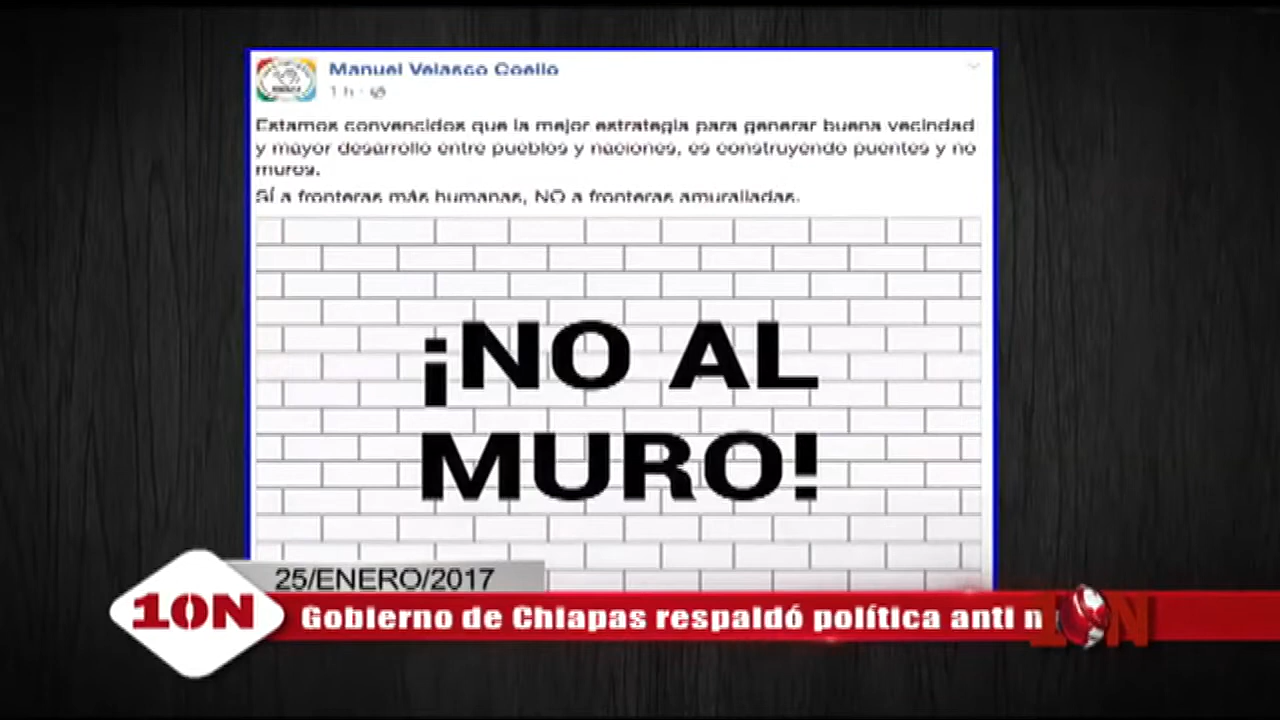 Manuel Velasco Coello
1 h ·
Estamos convencidos que la mejor estrategia para generar buena vecindad
y mayor desarrollo entre pueblos y naciones, es construyendo puentes y no
muros.
SÍ a fronteras más humanas, NO a fronteras amuralladas.
¡NO AL
MURO!
25/ENERO/2017
10N
Gobierno de Chiapas respaldó política anti
10N